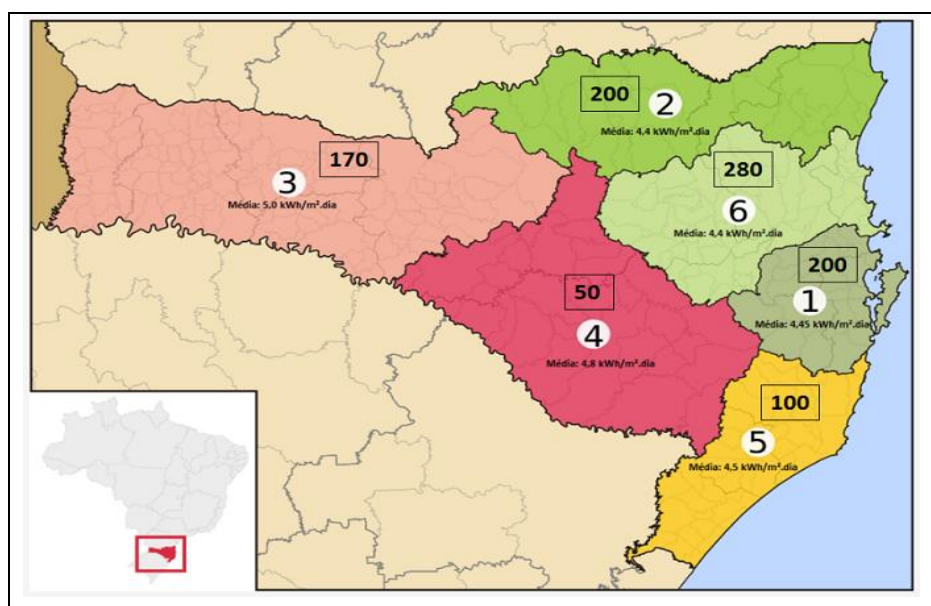 200
2
Média: 4.4 kWh/m².dia
170
3
Média: 5.0 kWh/m².dia
280
6
Média: 4,4 kWh/m².dia
200
1
Média: 4.45 kWh/m².dia
50
4
Média: 4,8 kWh/m².dia
100
5
Média: 4,5 kWh/m².dia